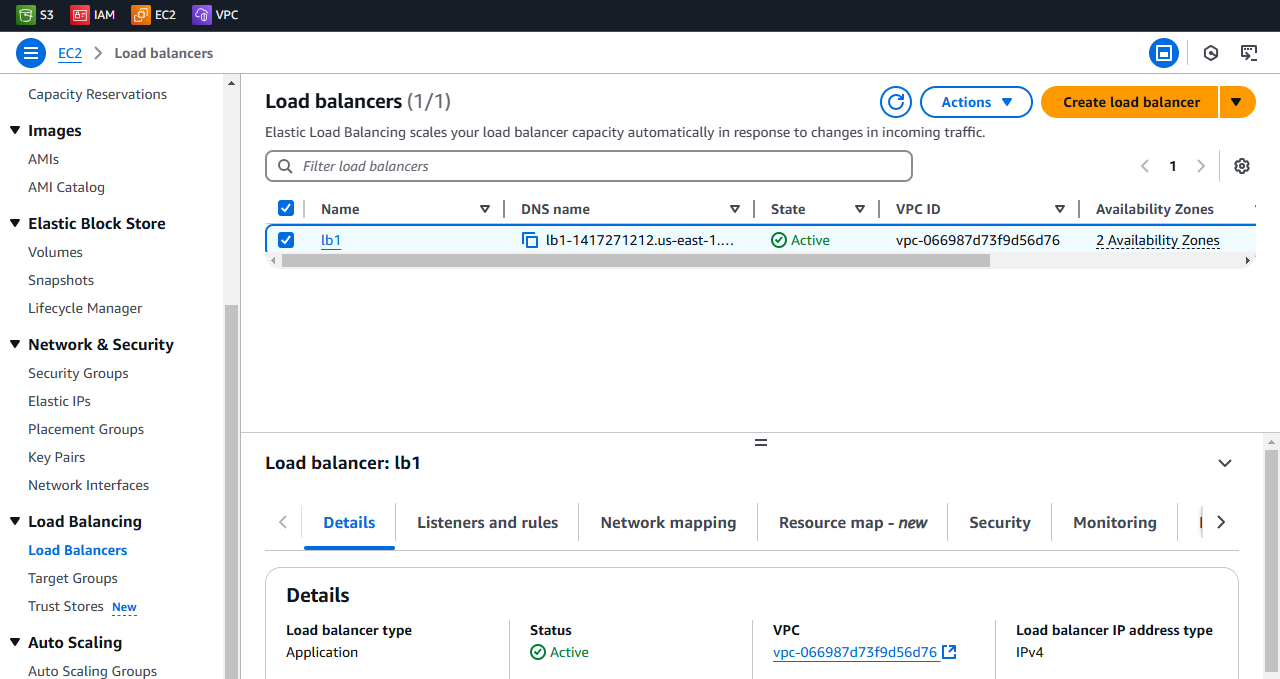 S3 IAM EC2 VPC
EC2 Load balancers
Capacity Reservations
Images
AMIs
AMI Catalog
Elastic Block Store
Volumes
Snapshots
Lifecycle Manager
Network & Security
Security Groups
Elastic IPs
Placement Groups
Key Pairs
Network Interfaces
Load Balancing
Load Balancers
Target Groups
Trust Stores New
Auto Scaling
Auto Scaling Groups
Load balancers (1/1)
Actions
Create load balancer
Elastic Load Balancing scales your load balancer capacity automatically in response to changes in incoming traffic.
Filter load balancers
1
Name DNS name State VPC ID Availability Zones
lb1 lb1-1417271212.us-east-1.... Active vpc-066987d73f9d56d76 2 Availability Zones
Load balancer: lb1
Details Listeners and rules Network mapping Resource map - new Security Monitoring
Details
Load balancer type
Application
Status
Active
VPC
vpc-066987d73f9d56d76
Load balancer IP address type
IPv4